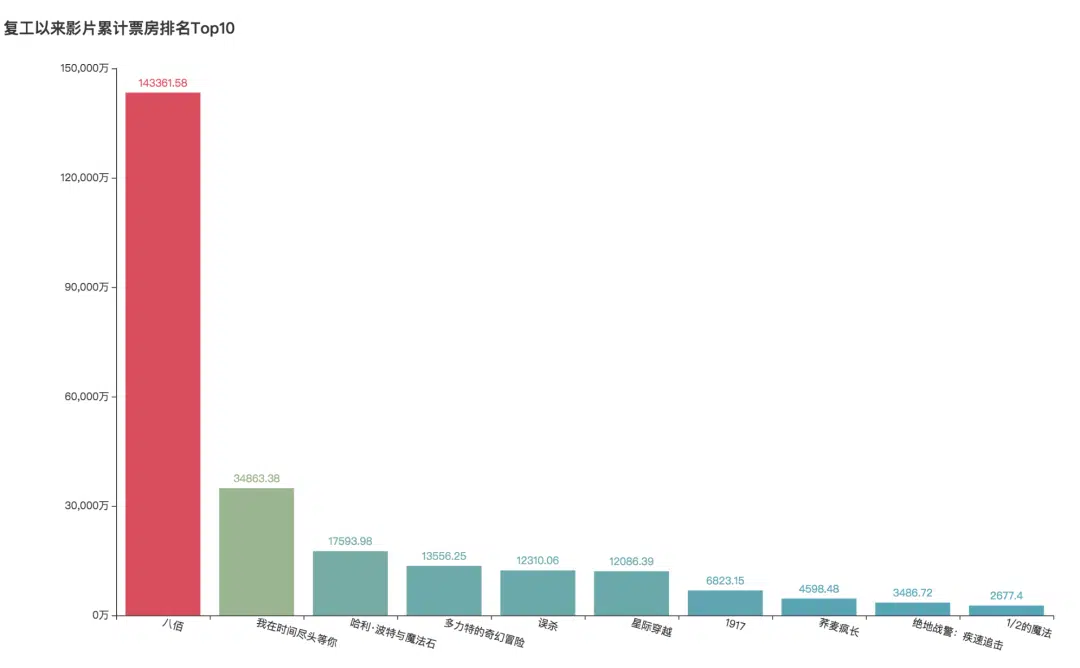 复工以来影片累计票房排名Top10
150,000万
120,000万
90,000万
60,000万
30,000万
0万
143361.58
34863.38
17593.98
13556.25
12310.06
12086.39
6823.15
4598.48
3486.72
2677.4
八佰
我在时间尽头等你
哈利·波特与魔法石
多力特的奇幻冒险
误杀
星际穿越
1917
荞麦疯长
绝地战警：疾速追击
1/2的魔法